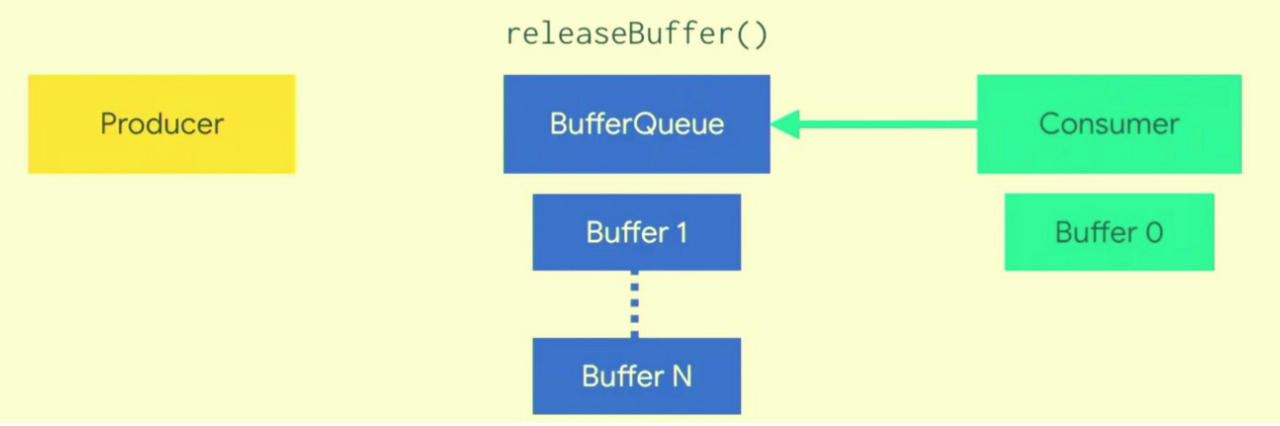 releaseBuffer()
Producer
BufferQueue
Consumer
Buffer 1
Buffer 0
Buffer N